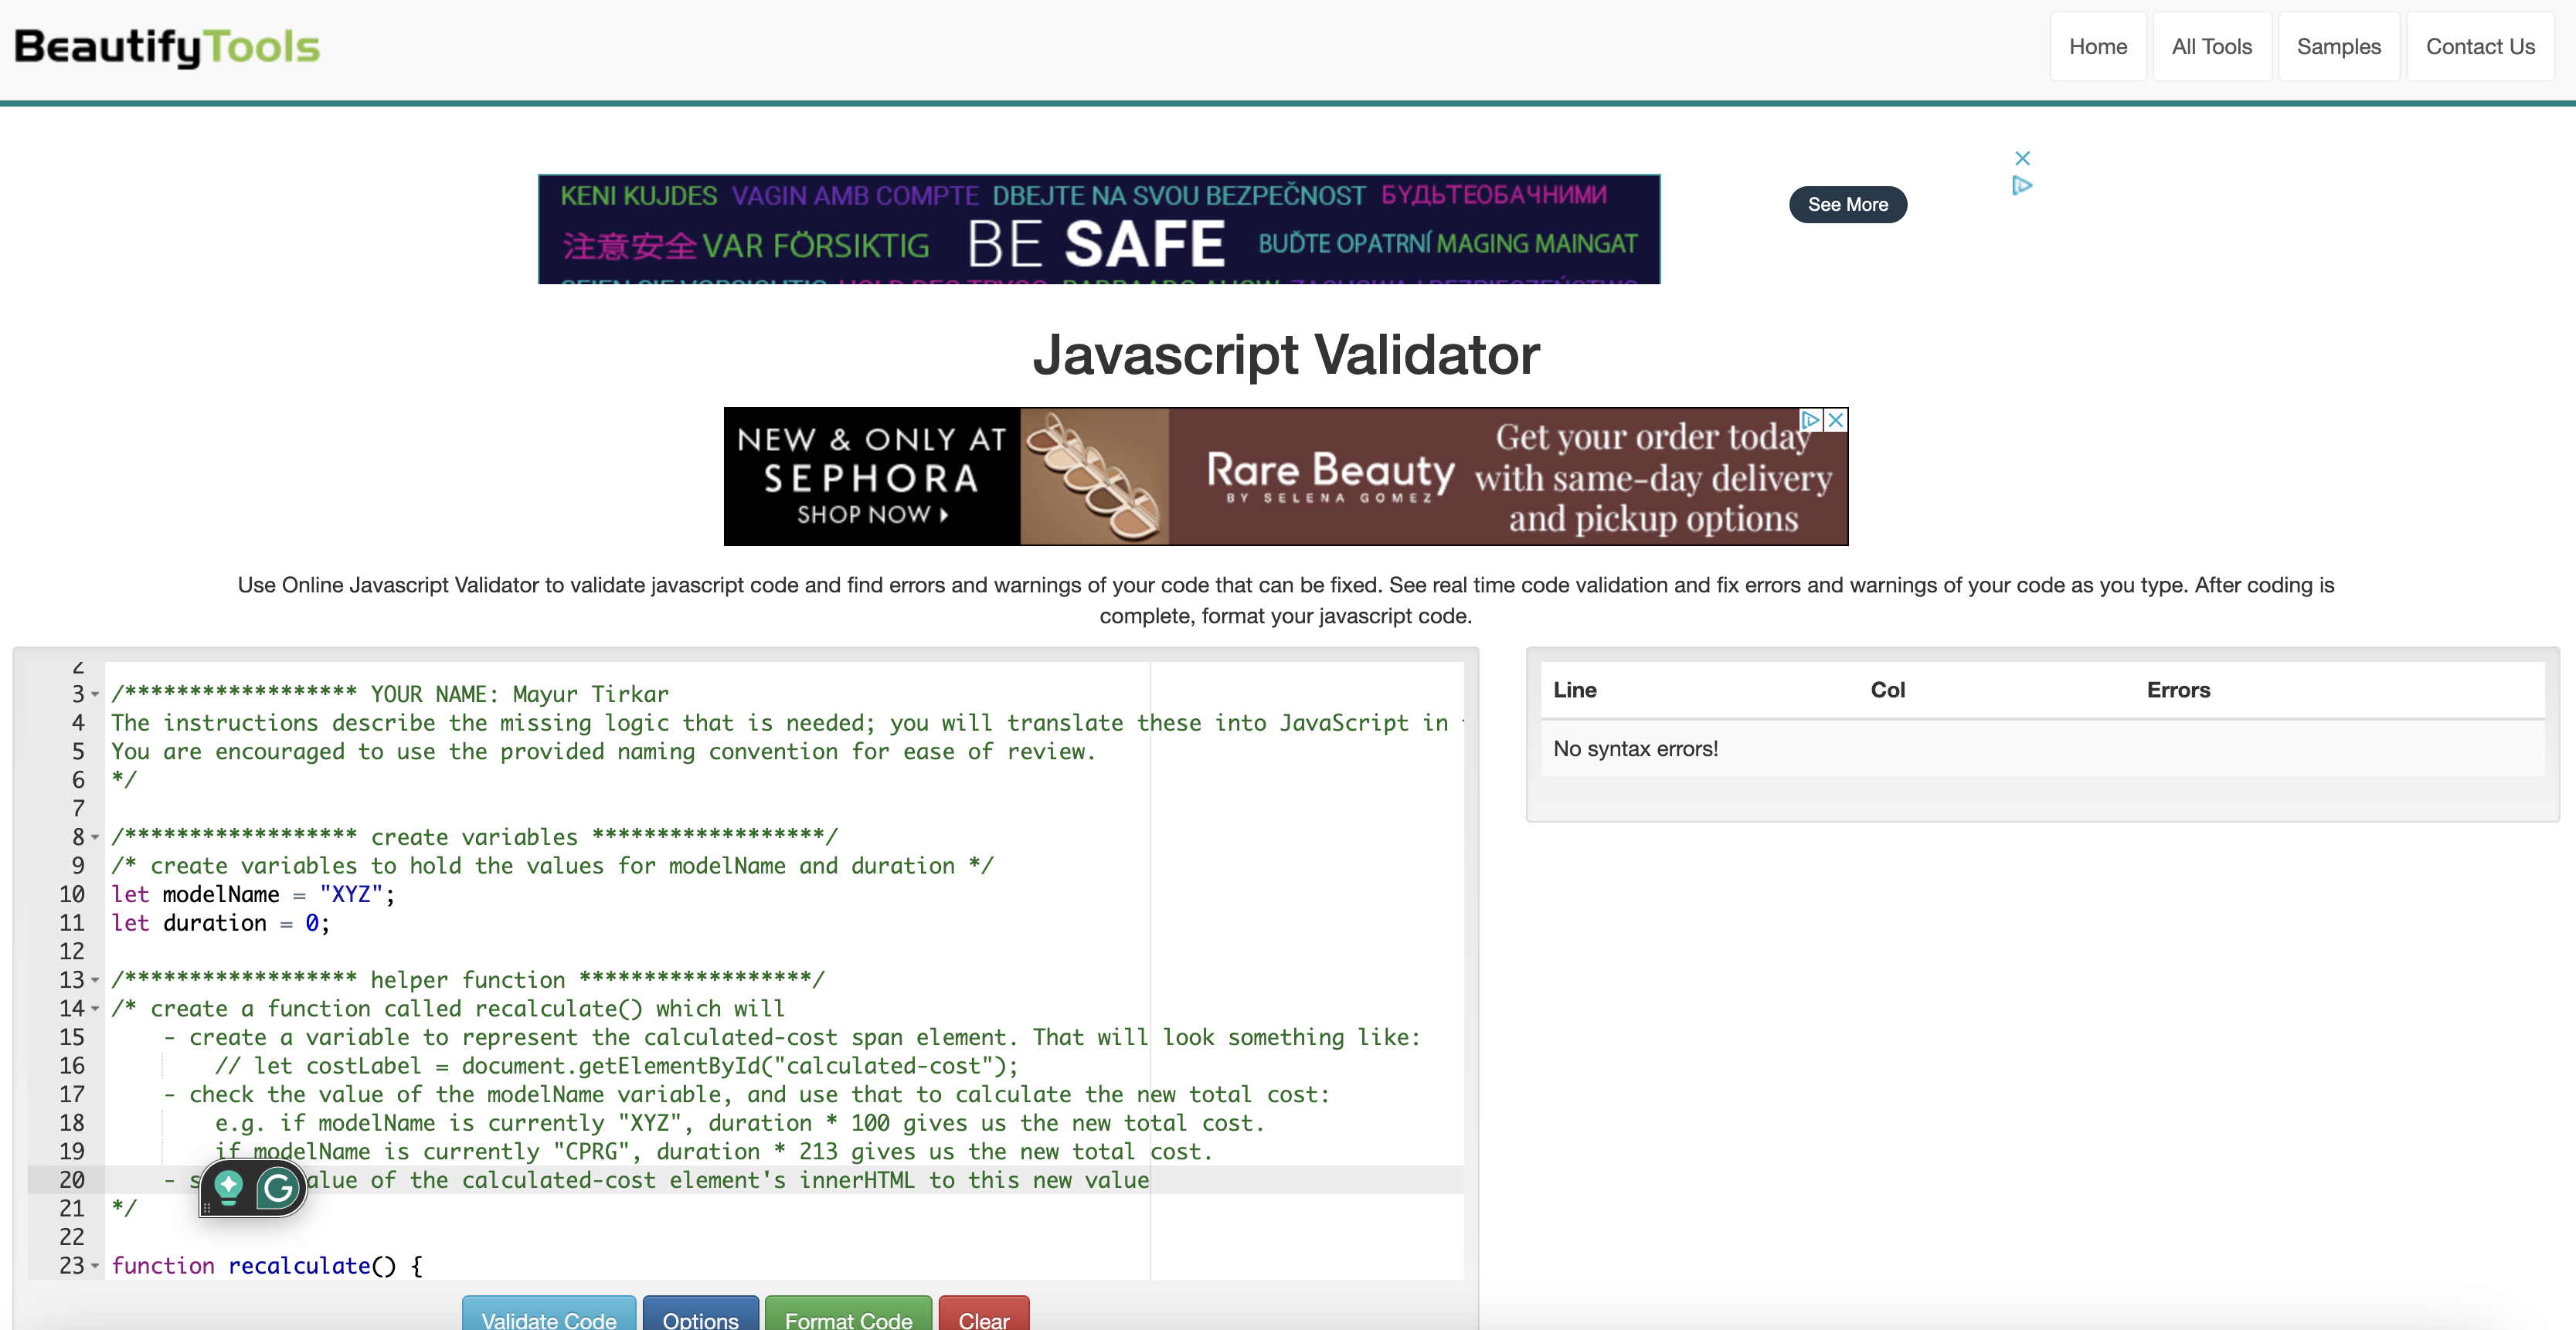 BeautifyTools
Home
All Tools
Samples
Contact Us
KENI KUJDES VAGIN AMB COMPTE DBEJTE NA SVOU BEZPEČNOST БУДЬТЕОБАЧНИМИ
注意安全 VAR FÖRSIKTIG BE SAFE BUĎTE OPATRNÍ MAGING MAINGAT
See More
Javascript Validator
NEW & ONLY AT
SEPHORA
SHOP NOW
Rare Beauty
BY SELENA GOMEZ
Get your order today
with same-day delivery
and pickup options
Use Online Javascript Validator to validate javascript code and find errors and warnings of your code that can be fixed. See real time code validation and fix errors and warnings of your code as you type. After coding is
complete, format your javascript code.
2
3 /****************** YOUR NAME: Mayur Tirkar
4 The instructions describe the missing logic that is needed; you will translate these into JavaScript in
5 You are encouraged to use the provided naming convention for ease of review.
6 */
7
8 /****************** create variables ******************/
9 /* create variables to hold the values for modelName and duration */
10 let modelName = "XYZ";
11 let duration = 0;
12
13 /****************** helper function ******************/
14 /* create a function called recalculate() which will
15 - create a variable to represent the calculated-cost span element. That will look something like:
16 // let costLabel = document.getElementById("calculated-cost");
17 - check the value of the modelName variable, and use that to calculate the new total cost:
18 e.g. if modelName is currently "XYZ", duration * 100 gives us the new total cost.
19 if modelName is currently "CPRG", duration * 213 gives us the new total cost.
20 - of the calculated-cost element's innerHTML to this new value
21 */
22
23 function recalculate() {
Validate Code
Options
Format Code
Clear
Line Col Errors
No syntax errors!